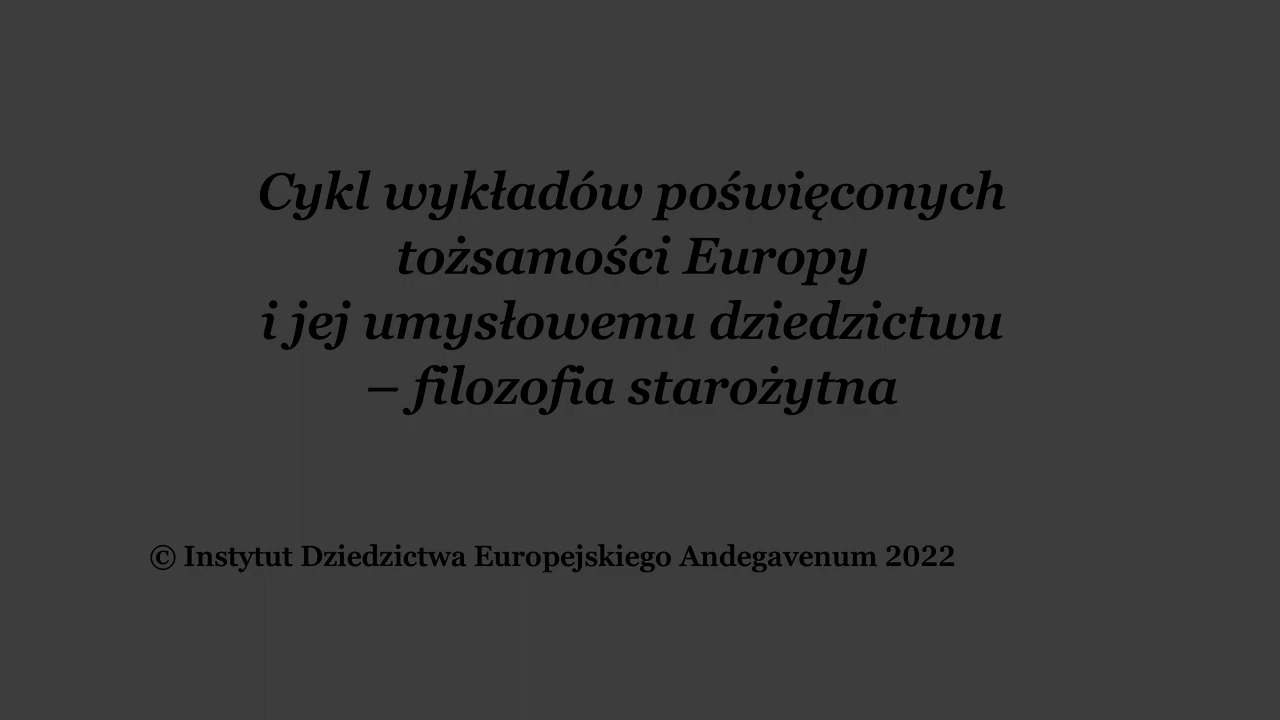 Cykl wykładów poświęconych
tożsamości Europy
i jej umysłowemu dziedzictwu
– filozofia starożytna
© Instytut Dziedzictwa Europejskiego Andegavenum 2022